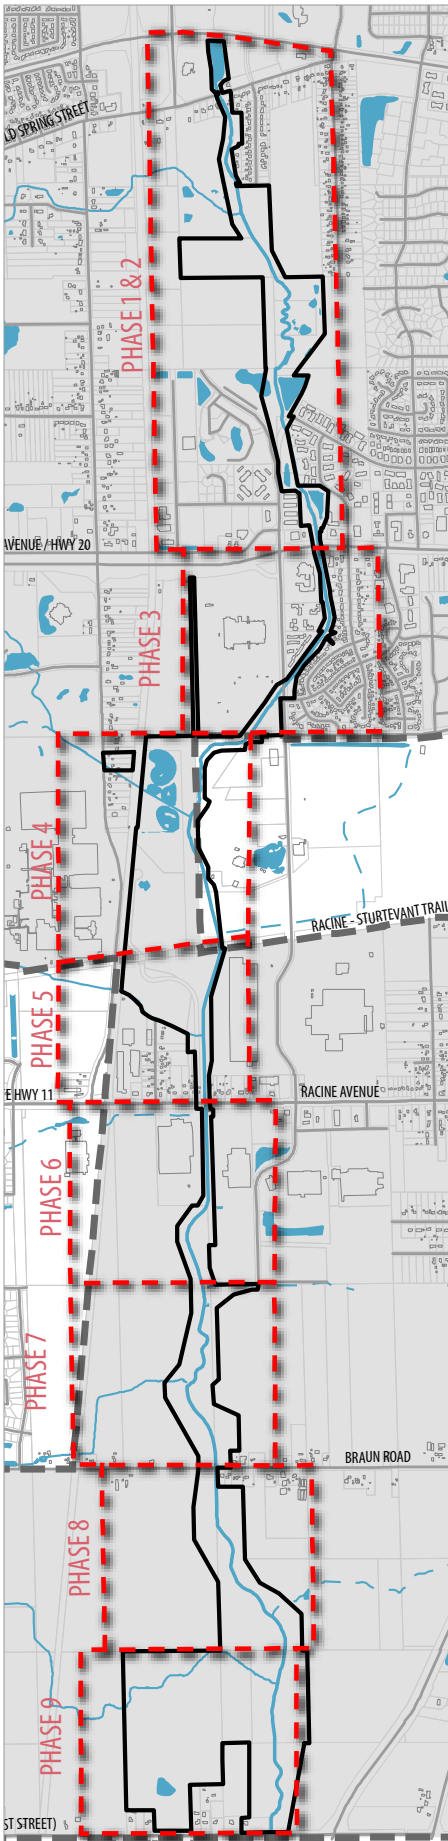 LD SPRING STREET
PHASE 1 & 2
AVENUE / HWY 20
PHASE 3
PHASE 4
RACINE - STURTEVANT TRAIL
PHASE 5
E HWY 11
RACINE AVENUE
PHASE 6
PHASE 7
BRAUN ROAD
PHASE 8
PHASE 9
ST STREET)